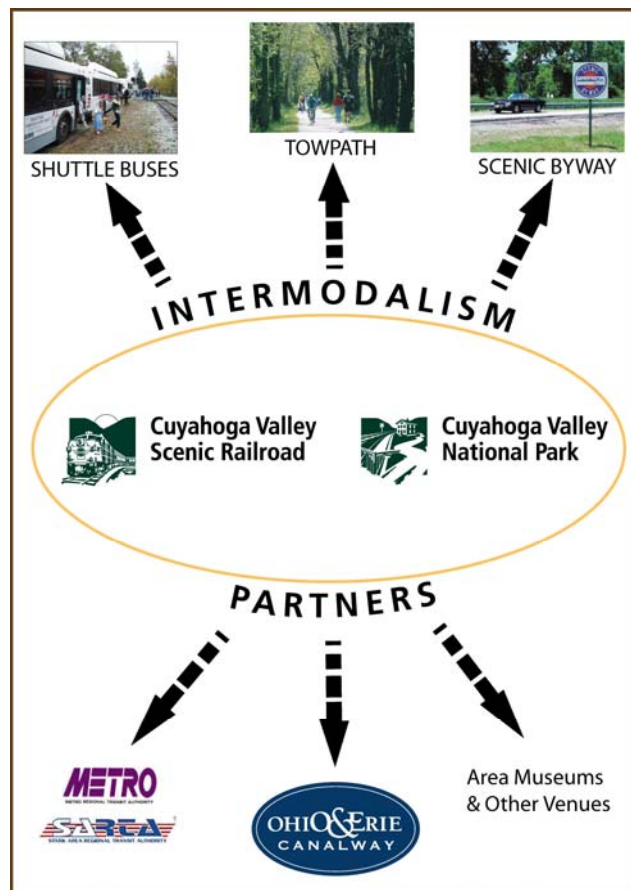 SHUTTLE BUSES
TOWPATH
SCENIC BYWAY
INTERMODALISM
Cuyahoga Valley
Scenic Railroad
Cuyahoga Valley
National Park
PARTNERS
METRO
METRO REGIONAL TRANSIT AUTHORITY
SARTA
STARK AREA REGIONAL TRANSIT AUTHORITY
OHIO & ERIE
CANALWAY
Area Museums
& Other Venues